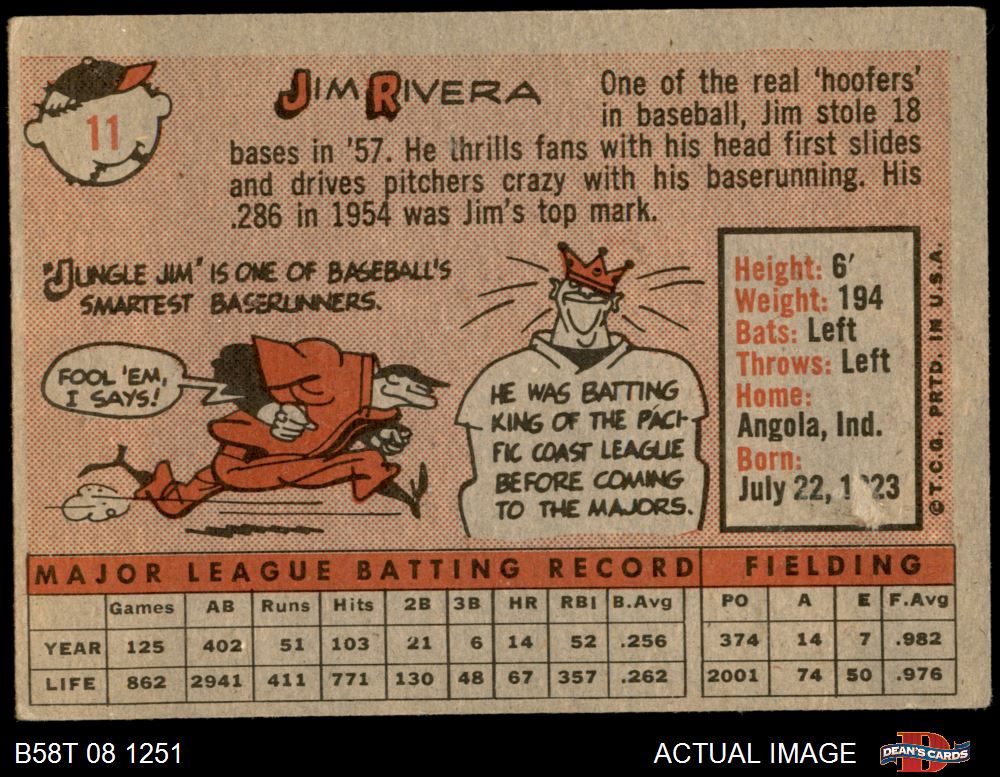 11
JIM RIVERA
One of the real 'hoofers'
in baseball, Jim stole 18
bases in '57. He thrills fans with his head first slides
and drives pitchers crazy with his baserunning. His
.286 in 1954 was Jim's top mark.
"JUNGLE JIM" IS ONE OF BASEBALL'S
SMARTEST BASERUNNERS.
FOOL 'EM,
I SAYS!
HE WAS BATTING
KING OF THE PACI-
FIC COAST LEAGUE
BEFORE COMING
TO THE MAJORS.
Height: 6'
Weight: 194
Bats: Left
Throws: Left
Home:
Angola, Ind.
Born:
July 22,
© T.C.G. PRTD. IN U.S.A.
MAJOR LEAGUE BATTING RECORD FIELDING
Games AB Runs Hits 2B 3B HR RBI B.Avg PO A E F.Avg
YEAR 125 402 51 103 21 6 14 52 .256 374 14 7 .982
LIFE 862 2941 411 771 130 48 67 357 .262 2001 74 50 .976
B58T 08 1251 ACTUAL IMAGE DEAN'S CARDS